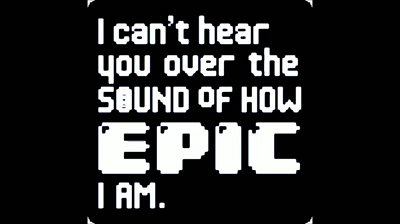 I can't hear
you over the
SOUND OF HOW
EPIC
I AM.